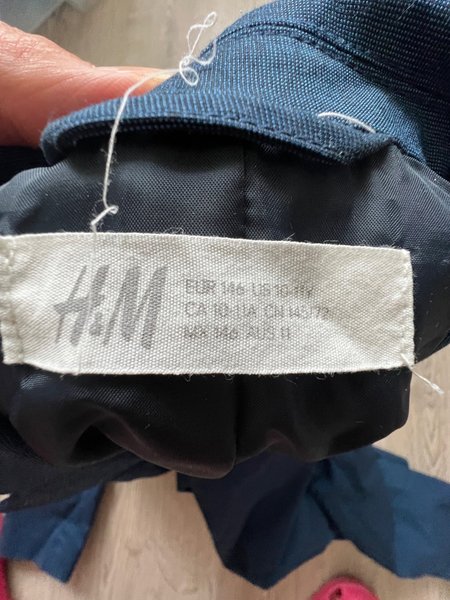 H&M
EUR 146 US 10-11Y
CA 10-11A CN 145/72
MX 146 AUS 11